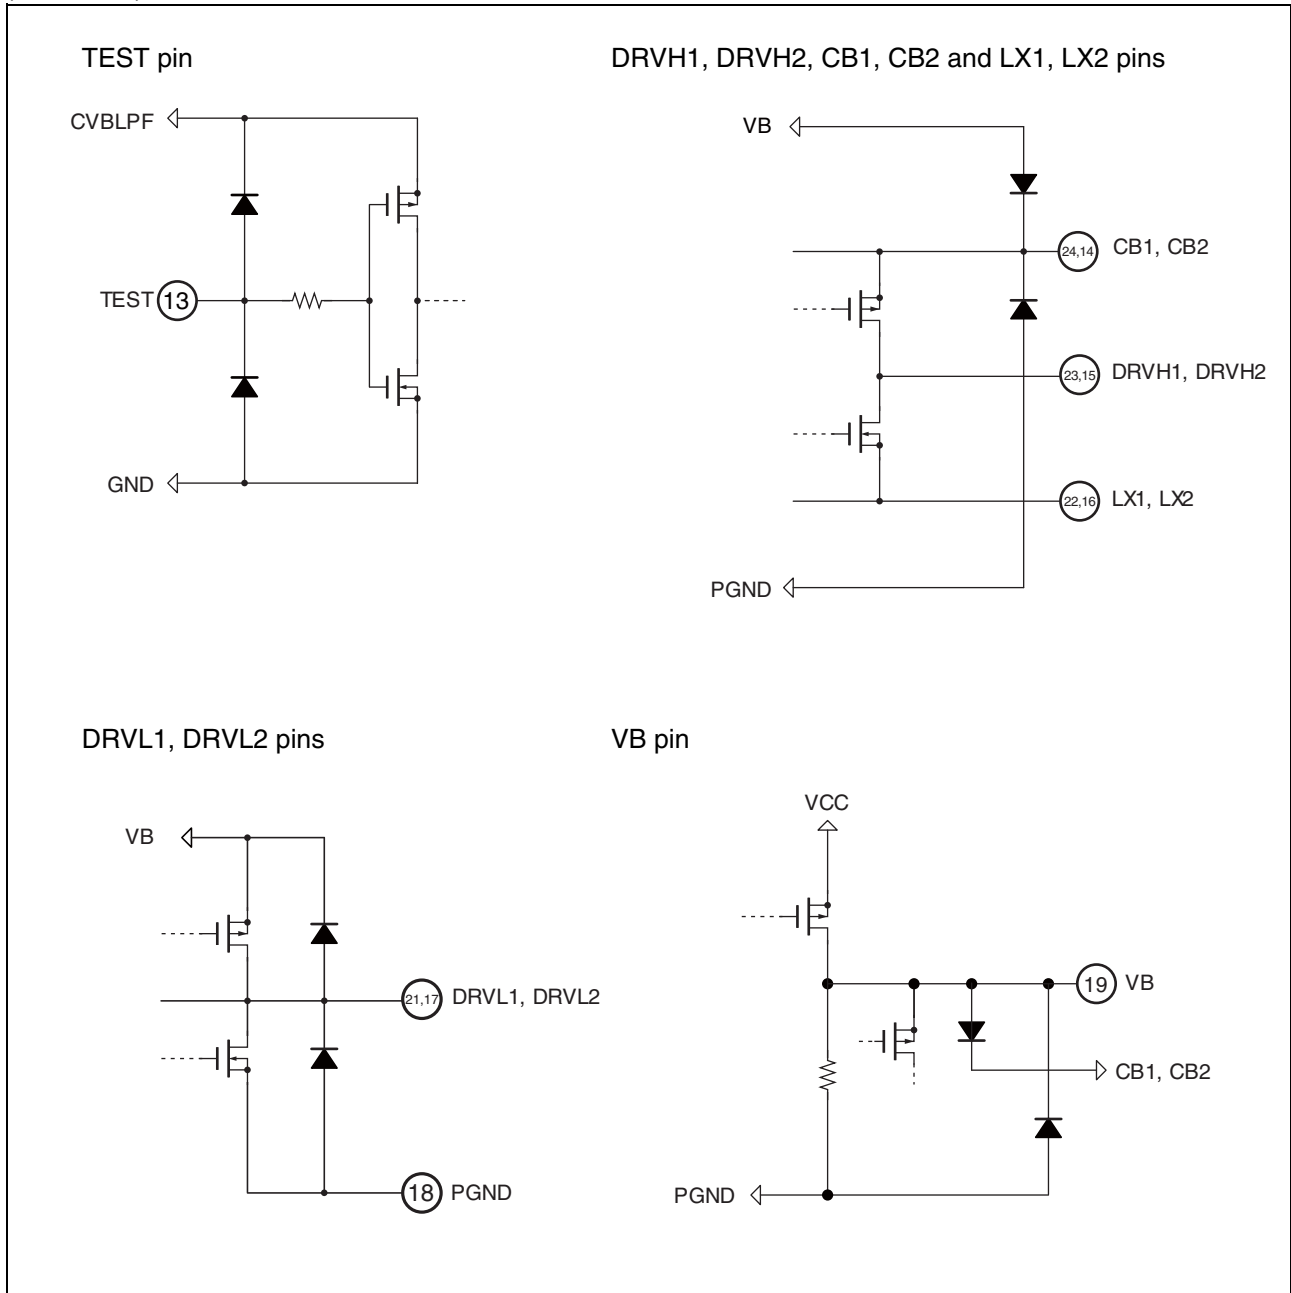 TEST pin
CVBLPF
TEST 13
GND
DRVH1, DRVH2, CB1, CB2 and LX1, LX2 pins
VB
24,14 CB1, CB2
23,15 DRVH1, DRVH2
22,16 LX1, LX2
PGND
DRVL1, DRVL2 pins
VB
21,17 DRVL1, DRVL2
18 PGND
VB pin
VCC
19 VB
CB1, CB2
PGND